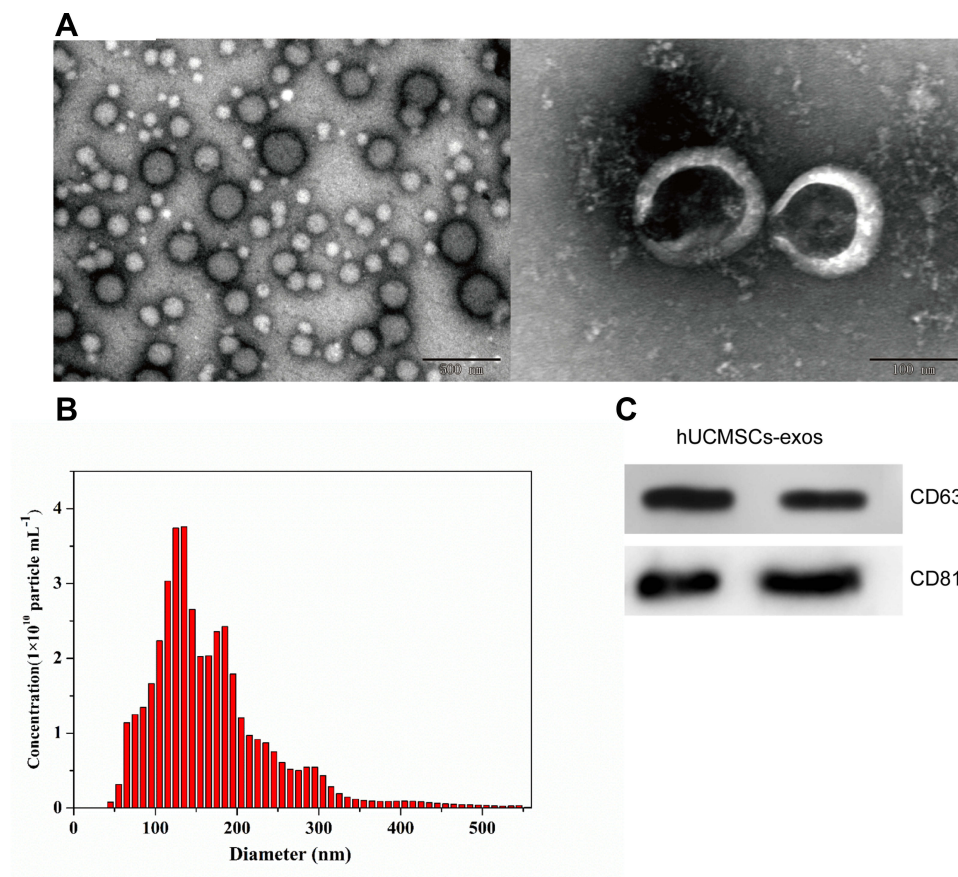 A
500 nm
100 nm
B
Concentration(1×10¹⁰ particle mL⁻¹)
4
3
2
1
0
0 100 200 300 400 500
Diameter (nm)
C
hUCMSCs-exos
CD63
CD81